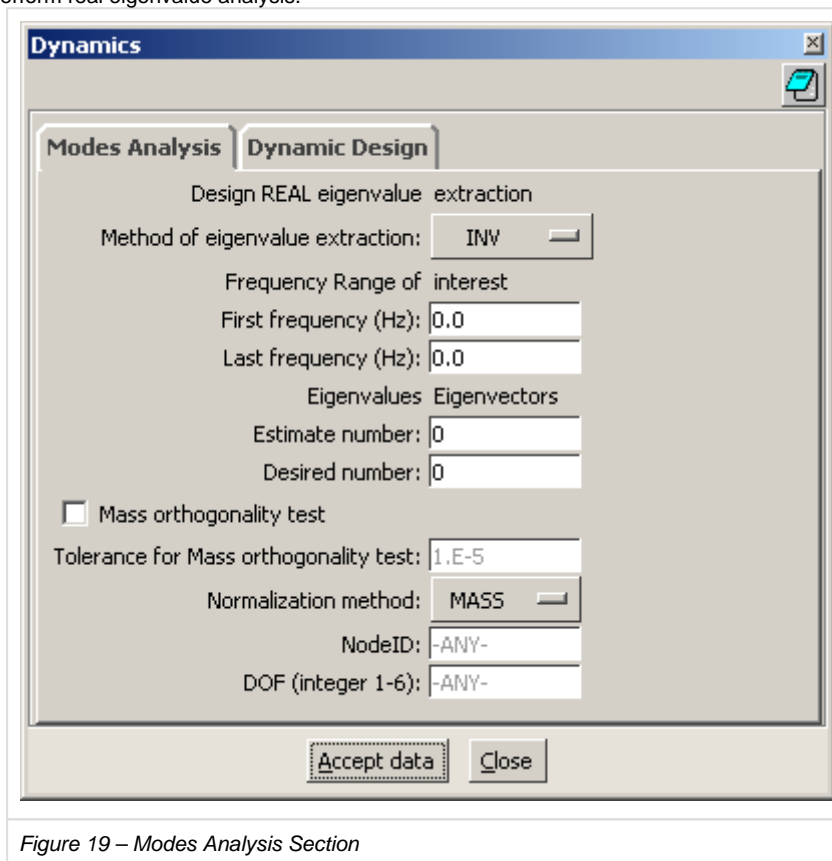 perform real eigenvalue analysis.
Dynamics
Modes Analysis Dynamic Design
Design REAL eigenvalue extraction
Method of eigenvalue extraction: INV
Frequency Range of interest
First frequency (Hz): 0.0
Last frequency (Hz): 0.0
Eigenvalues Eigenvectors
Estimate number: 0
Desired number: 0
Mass orthogonality test
Tolerance for Mass orthogonality test: 1.E-5
Normalization method: MASS
NodeID: -ANY-
DOF (integer 1-6): -ANY-
Accept data Close
Figure 19 – Modes Analysis Section